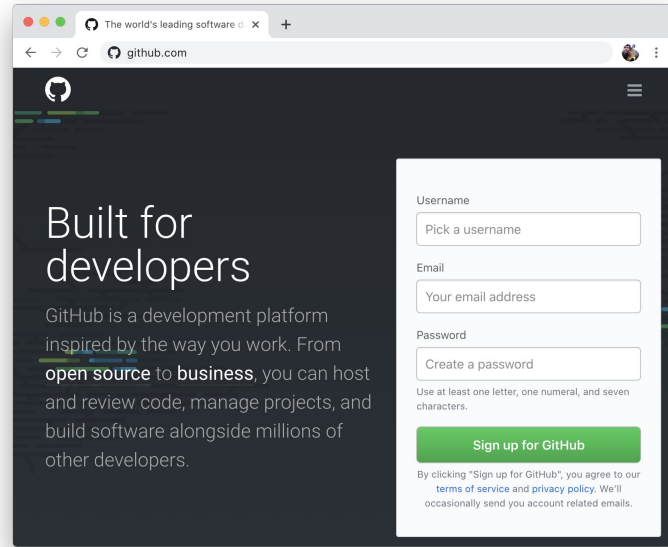 The world's leading software d
github.com
Built for
developers
GitHub is a development platform
inspired by the way you work. From
open source to business, you can host
and review code, manage projects, and
build software alongside millions of
other developers.
Username
Pick a username
Email
Your email address
Password
Create a password
Use at least one letter, one numeral, and seven
characters.
Sign up for GitHub
By clicking "Sign up for GitHub", you agree to our
terms of service and privacy policy. We'll
occasionally send you account related emails.